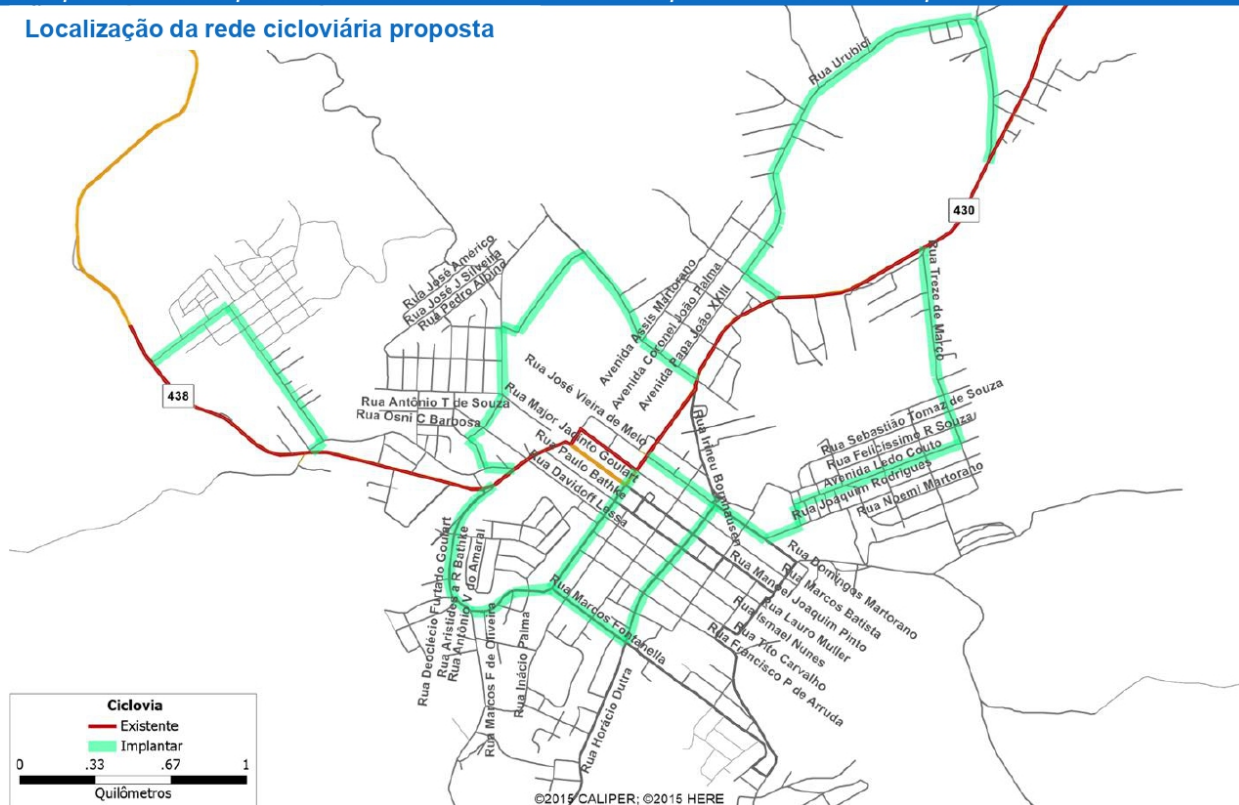 Localização da rede cicloviária proposta
Rua Urubici
430
Rua José Américo
Rua José J Silveira
Rua Pedro Albino
Avenida Assis Martorano
Avenida Coronel João Palma
Avenida Papa João XXIII
Rua Treze de Março
438
Rua José Vieira de Melo
Rua Antônio T de Souza
Rua Osni C Barbosa
Rua Major Jacinto Goulart
Rua Paulo Bathke
Rua Davidoff Lessa
Rua Irineu Bornhausen
Rua Sebastião Tomaz de Souza
Rua Felicíssimo R Souza
Avenida Ledo Couto
Rua Joaquim Rodrigues
Rua Noemi Martorano
Rua Deoclécio Furtado Goulart
Rua Aristides a R Bathke
Rua Antônio V do Amaral
Rua Marcos F de Oliveira
Rua Inácio Palma
Rua Marcos Fontanella
Rua Horácio Dutra
Rua Domingas Martorano
Rua Marcos Batista
Rua Manoel Joaquim Pinto
Rua Lauro Muller
Rua Ismael Nunes
Rua Tito Carvalho
Rua Francisco P de Arruda
Ciclovia
Existente
Implantar
0 .33 .67 1
Quilômetros
©2015 CALIPER; ©2015 HERE